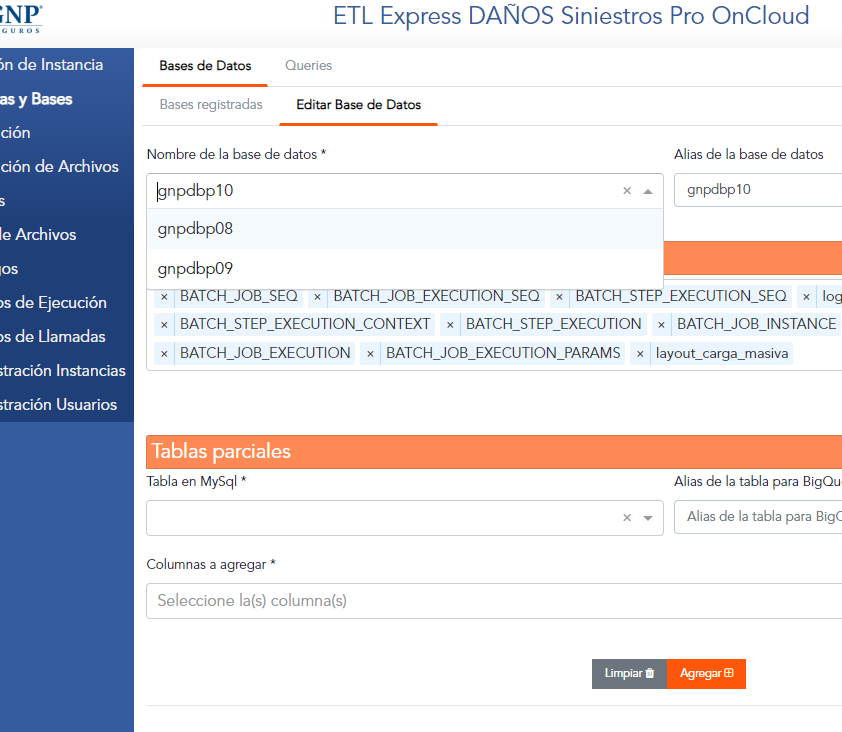 GNP
GUROS
ETL Express DAÑOS Siniestros Pro OnCloud
ón de Instancia
as y Bases
ción
ción de Archivos
s
de Archivos
gos
os de Ejecución
os de Llamadas
stración Instancias
stración Usuarios
Bases de Datos Queries
Bases registradas Editar Base de Datos
Nombre de la base de datos * Alias de la base de datos
gnpdbp10 × gnpdbp10
gnpdbp08
gnpdbp09
× BATCH_JOB_SEQ × BATCH_JOB_EXECUTION_SEQ × BATCH_STEP_EXECUTION_SEQ × log
× BATCH_STEP_EXECUTION_CONTEXT × BATCH_STEP_EXECUTION × BATCH_JOB_INSTANCE
× BATCH_JOB_EXECUTION × BATCH_JOB_EXECUTION_PARAMS × layout_carga_masiva
Tablas parciales
Tabla en MySql * Alias de la tabla para BigQu
× Alias de la tabla para BigQ
Columnas a agregar *
Seleccione la(s) columna(s)
Limpiar Agregar